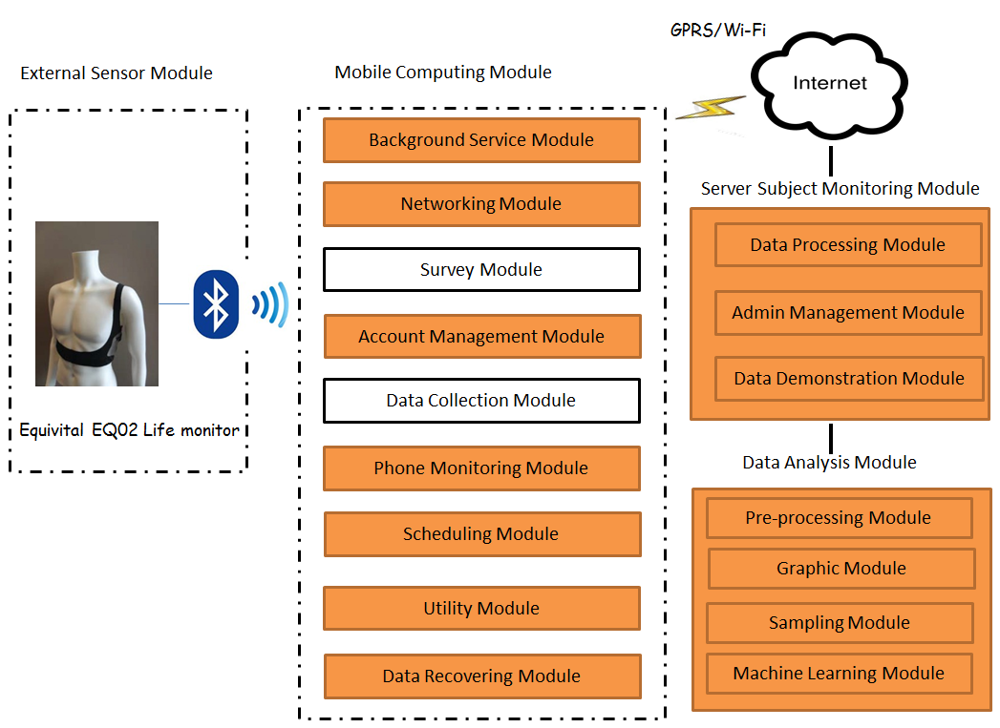 External Sensor Module
Equivital EQ02 Life monitor
Mobile Computing Module
Background Service Module
Networking Module
Survey Module
Account Management Module
Data Collection Module
Phone Monitoring Module
Scheduling Module
Utility Module
Data Recovering Module
GPRS/Wi-Fi
Internet
Server Subject Monitoring Module
Data Processing Module
Admin Management Module
Data Demonstration Module
Data Analysis Module
Pre-processing Module
Graphic Module
Sampling Module
Machine Learning Module